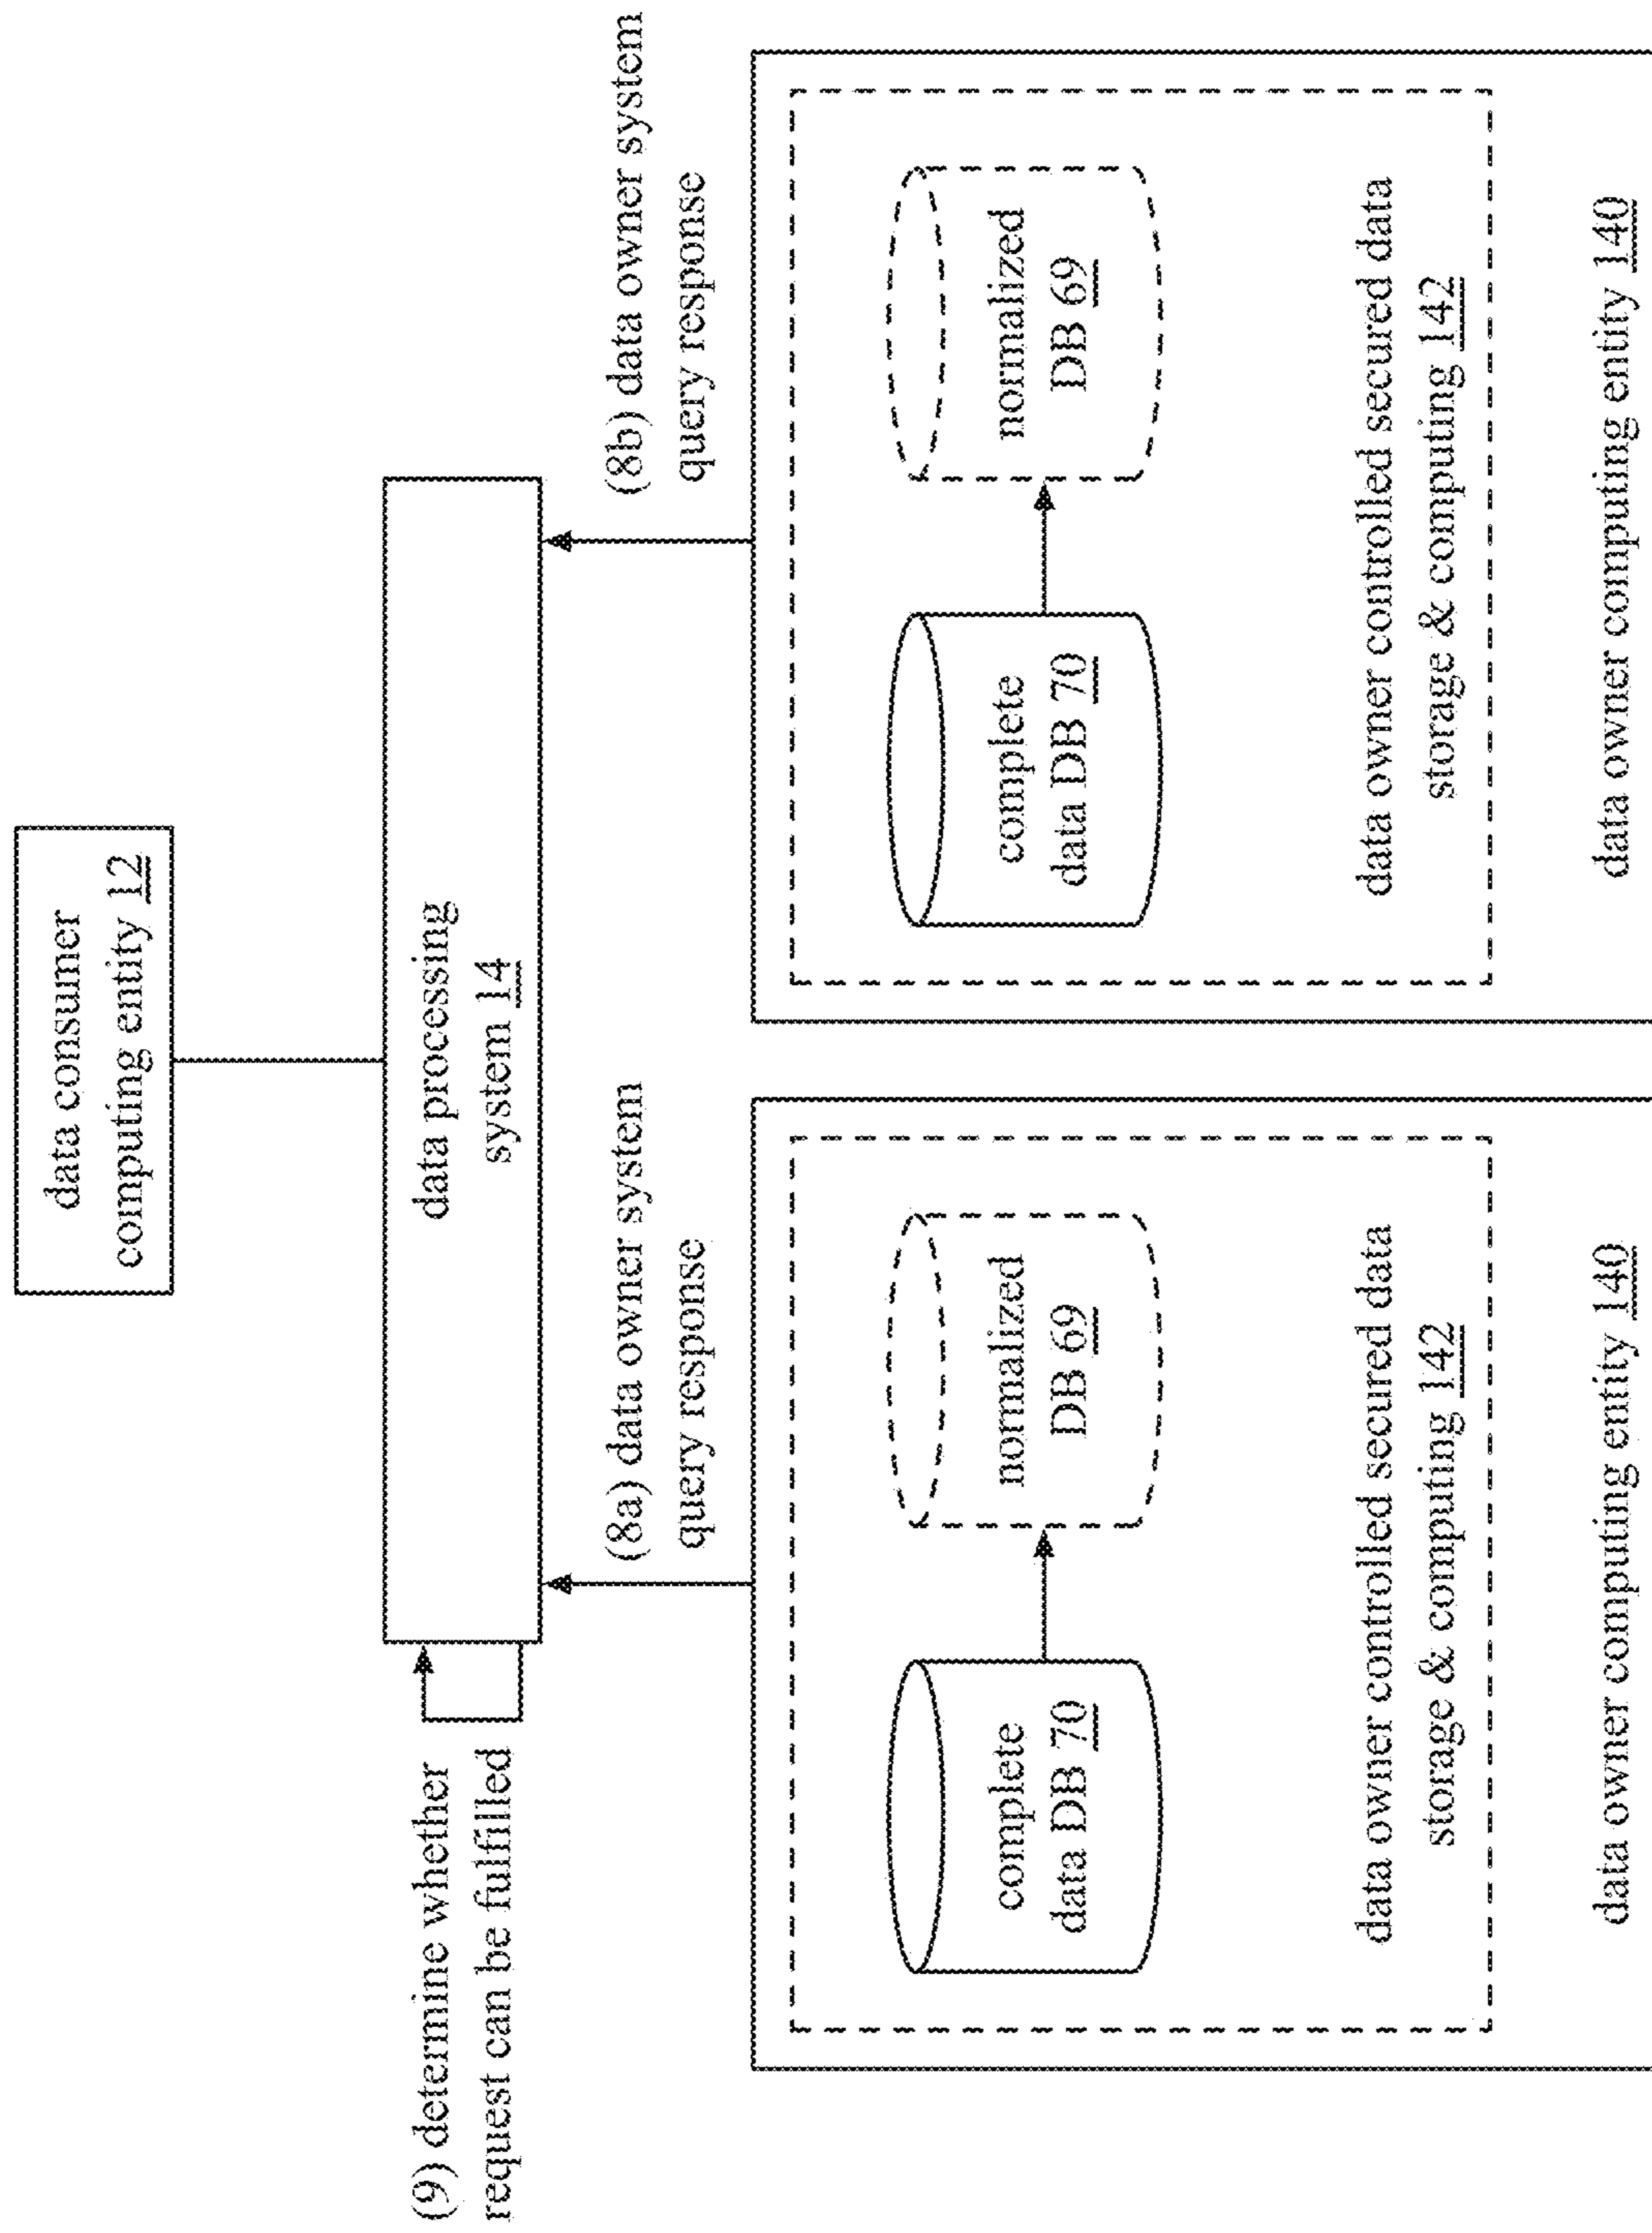 data consumer
computing entity 12
(9) determine whether
request can be fulfilled
data processing
system 14
(8a) data owner system
query response
(8b) data owner system
query response
complete
data DB 70
normalized
DB 69
data owner controlled secured data
storage & computing 142
data owner computing entity 140
complete
data DB 70
normalized
DB 69
data owner controlled secured data
storage & computing 142
data owner computing entity 140